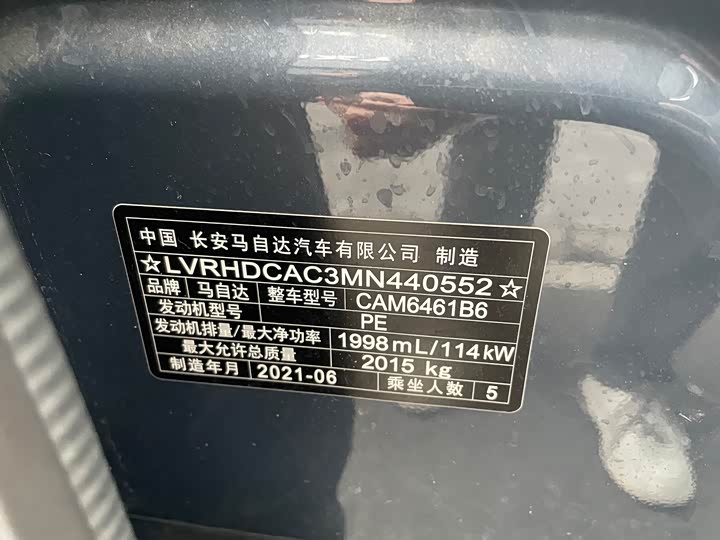 中国 长安马自达汽车有限公司 制造
☆LVRHDCAC3MN440552☆
品牌 马自达 整车型号 CAM6461B6
发动机型号 PE
发动机排量/最大净功率 1998mL/114kW
最大允许总质量 2015 kg
制造年月 2021-06 乘坐人数 5